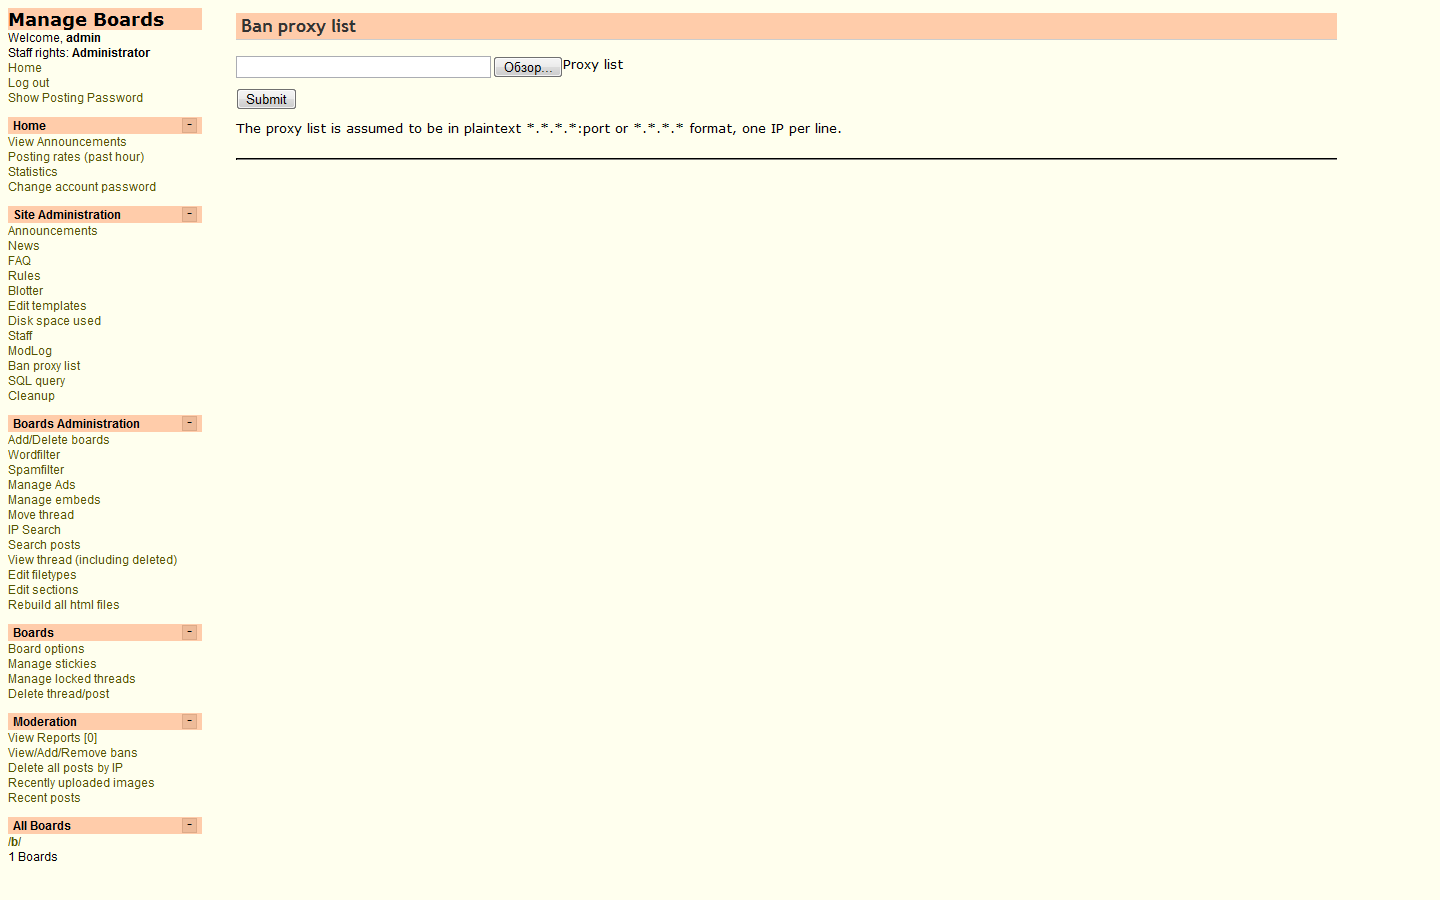 Manage Boards
Welcome, admin
Staff rights: Administrator
Home
Log out
Show Posting Password
Home -
View Announcements
Posting rates (past hour)
Statistics
Change account password
Site Administration -
Announcements
News
FAQ
Rules
Blotter
Edit templates
Disk space used
Staff
ModLog
Ban proxy list
SQL query
Cleanup
Boards Administration -
Add/Delete boards
Wordfilter
Spamfilter
Manage Ads
Manage embeds
Move thread
IP Search
Search posts
View thread (including deleted)
Edit filetypes
Edit sections
Rebuild all html files
Boards -
Board options
Manage stickies
Manage locked threads
Delete thread/post
Moderation -
View Reports [0]
View/Add/Remove bans
Delete all posts by IP
Recently uploaded images
Recent posts
All Boards -
/b/
1 Boards
Ban proxy list
Обзор... Proxy list
Submit
The proxy list is assumed to be in plaintext *.*.*.*:port or *.*.*.* format, one IP per line.